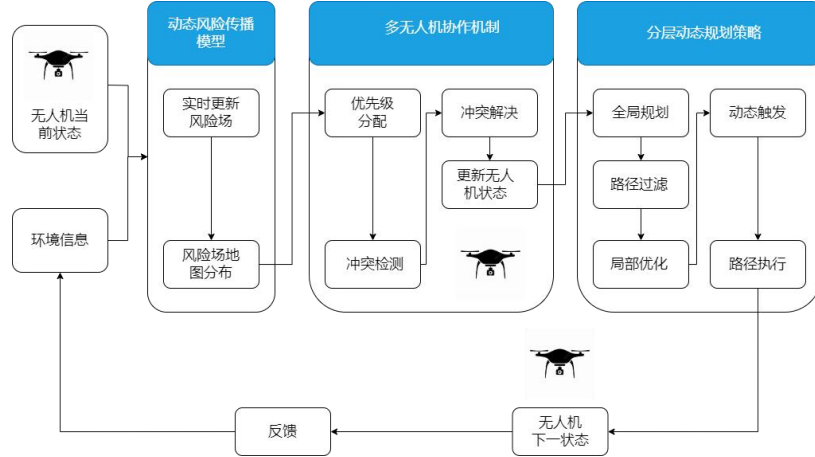 动态风险传播
模型
多无人机协作机制
分层动态规划策略
无人机当
前状态
环境信息
实时更新
风险场
风险场地
图分布
优先级
分配
冲突检测
冲突解决
更新无人
机状态
全局规划
路径过滤
局部优化
动态触发
路径执行
反馈
无人机
下一状态